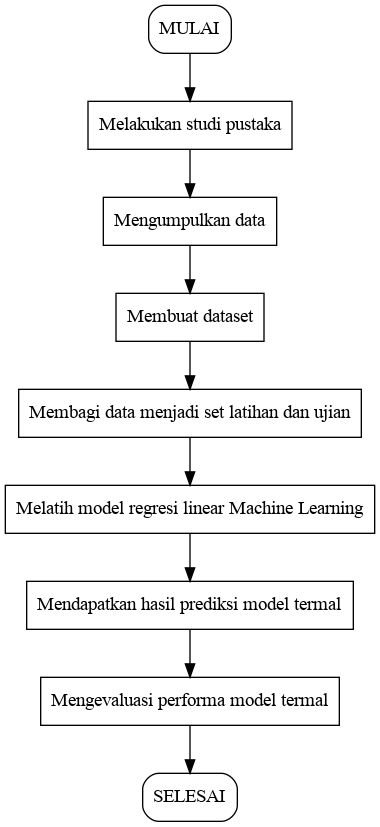 MULAI
Melakukan studi pustaka
Mengumpulkan data
Membuat dataset
Membagi data menjadi set latihan dan ujian
Melatih model regresi linear Machine Learning
Mendapatkan hasil prediksi model termal
Mengevaluasi performa model termal
SELESAI